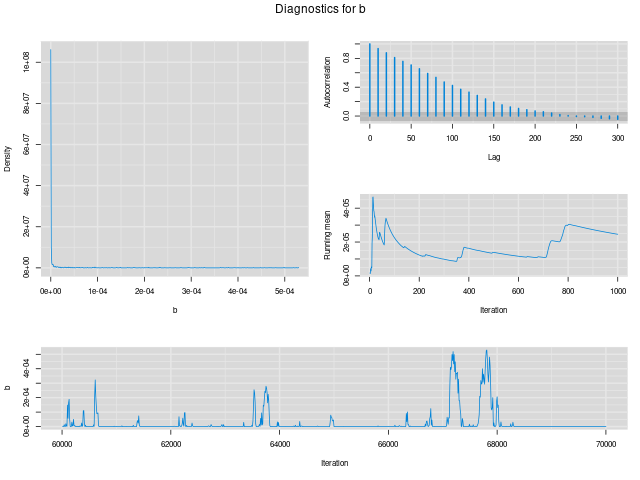 Diagnostics for b
Density
0e+00 2e+07 4e+07 6e+07 8e+07 1e+08
0e+00 1e-04 2e-04 3e-04 4e-04 5e-04
b
Autocorrelation
0.0 0.4 0.8
0 50 100 150 200 250 300
Lag
Running mean
0e+00 2e-05 4e-05
0 200 400 600 800 1000
Iteration
b
0e+00 2e-04 4e-04
60000 62000 64000 66000 68000 70000
Iteration